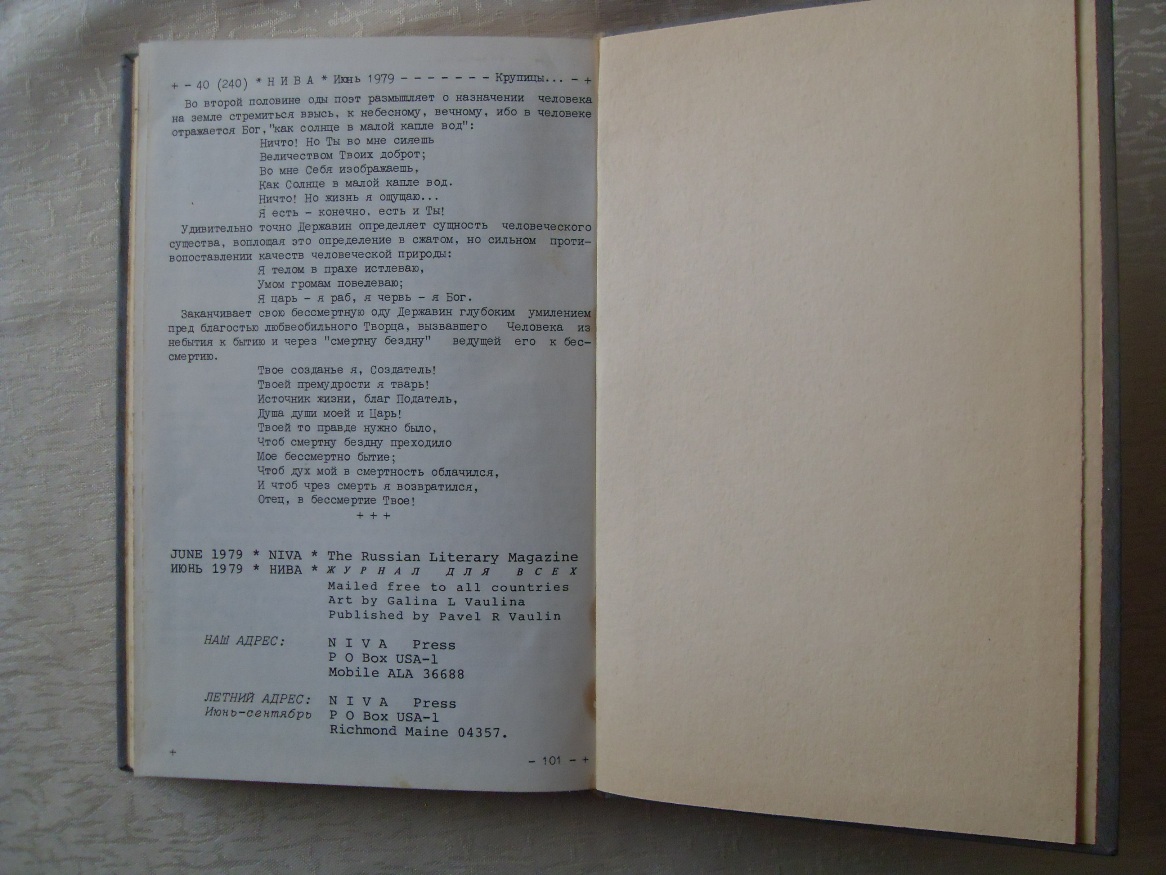 + - 40 (240) * Н И В А * Июнь 1979 - - - - - - - Крупицы... - +
Во второй половине оды поэт размышляет о назначении человека
на земле стремиться ввысь, к небесному, вечному, ибо в человеке
отражается Бог,"как солнце в малой капле вод":
Ничто! Но Ты во мне сияешь
Величеством Твоих доброт;
Во мне Себя изображаешь,
Как Солнце в малой капле вод.
Ничто! Но жизнь я ощущаю...
Я есть - конечно, есть и Ты!
Удивительно точно Державин определяет сущность человеческого
существа, воплощая это определение в сжатом, но сильном проти-
вопоставлении качеств человеческой природы:
Я телом в прахе истлеваю,
Умом громам повелеваю;
Я царь - я раб, я червь - я Бог.
Заканчивает свою бессмертную оду Державин глубоким умилением
пред благостью любвеобильного Творца, вызвавшего Человека из
небытия к бытию и через "смертну бездну" ведущей его к бес-
смертию.
Твое созданье я, Создатель!
Твоей премудрости я тварь!
Источник жизни, благ Податель,
Душа души моей и Царь!
Твоей то правде нужно было,
Чтоб смертну бездну преходило
Мое бессмертно бытие;
Чтоб дух мой в смертность облачился,
И чтоб чрез смерть я возвратился,
Отец, в бессмертие Твое!
+ + +
JUNE 1979 * NIVA * The Russian Literary Magazine
ИЮНЬ 1979 * НИВА * Ж У Р Н А Л Д Л Я В С Е Х
Mailed free to all countries
Art by Galina L Vaulina
Published by Pavel R Vaulin
НАШ АДРЕС: N I V A Press
P O Box USA-1
Mobile ALA 36688
ЛЕТНИЙ АДРЕС: N I V A Press
Июнь-сентябрь P O Box USA-1
Richmond Maine 04357.
+ - 101 - +